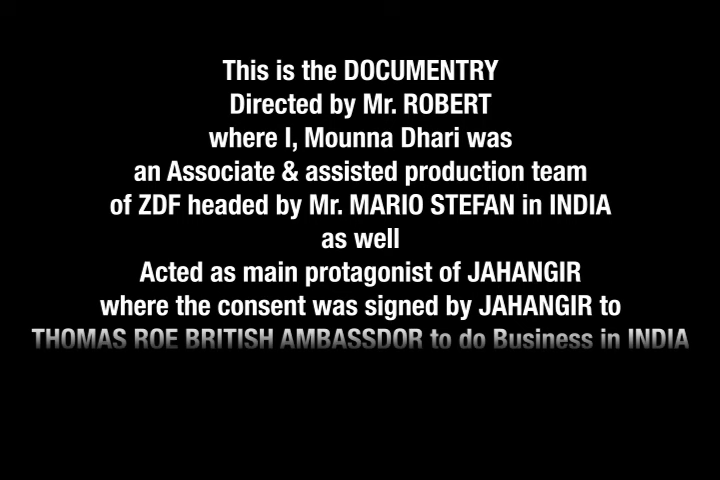 This is the DOCUMENTRY
Directed by Mr. ROBERT
where I, Mounna Dhari was
an Associate & assisted production team
of ZDF headed by Mr. MARIO STEFAN in INDIA
as well
Acted as main protagonist of JAHANGIR
where the consent was signed by JAHANGIR to
THOMAS ROE BRITISH AMBASSDOR to do Business in INDIA